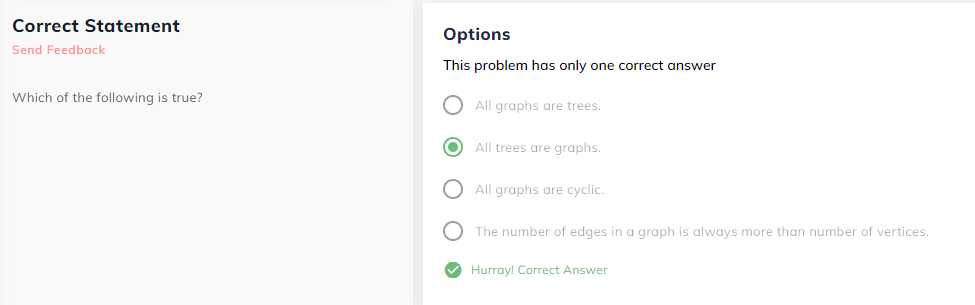 Correct Statement
Send Feedback
Which of the following is true?
Options
This problem has only one correct answer
All graphs are trees.
All trees are graphs.
All graphs are cyclic.
The number of edges in a graph is always more than number of vertices.
Hurray! Correct Answer